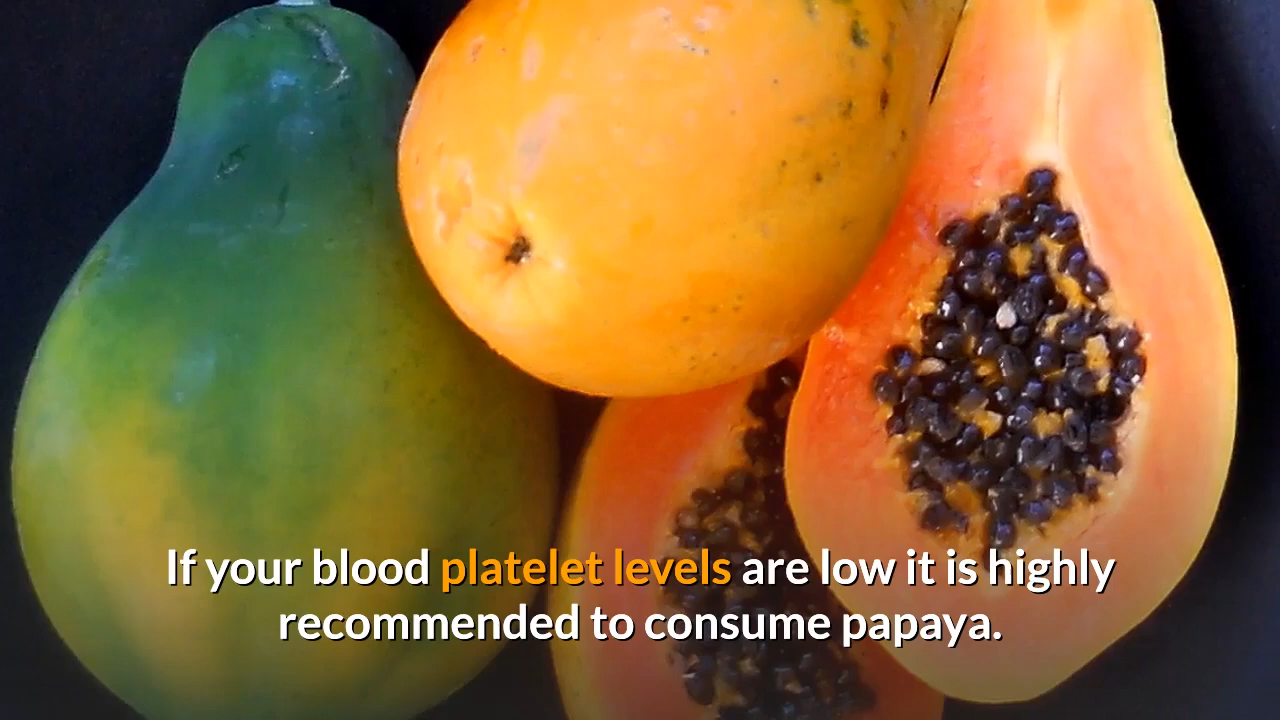 If your blood platelet levels are low it is highly
recommended to consume papaya.